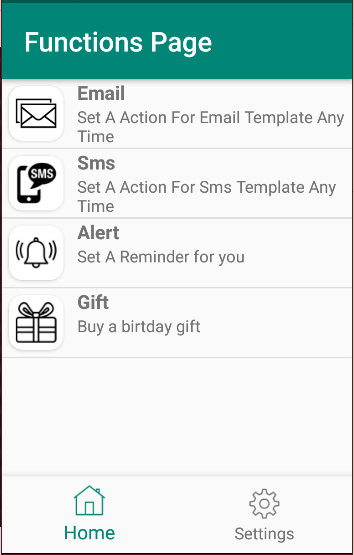 Functions Page
Email
Set A Action For Email Template Any
Time
SMS
Sms
Set A Action For Sms Template Any
Time
Alert
Set A Reminder for you
Gift
Buy a birtday gift
Home
Settings